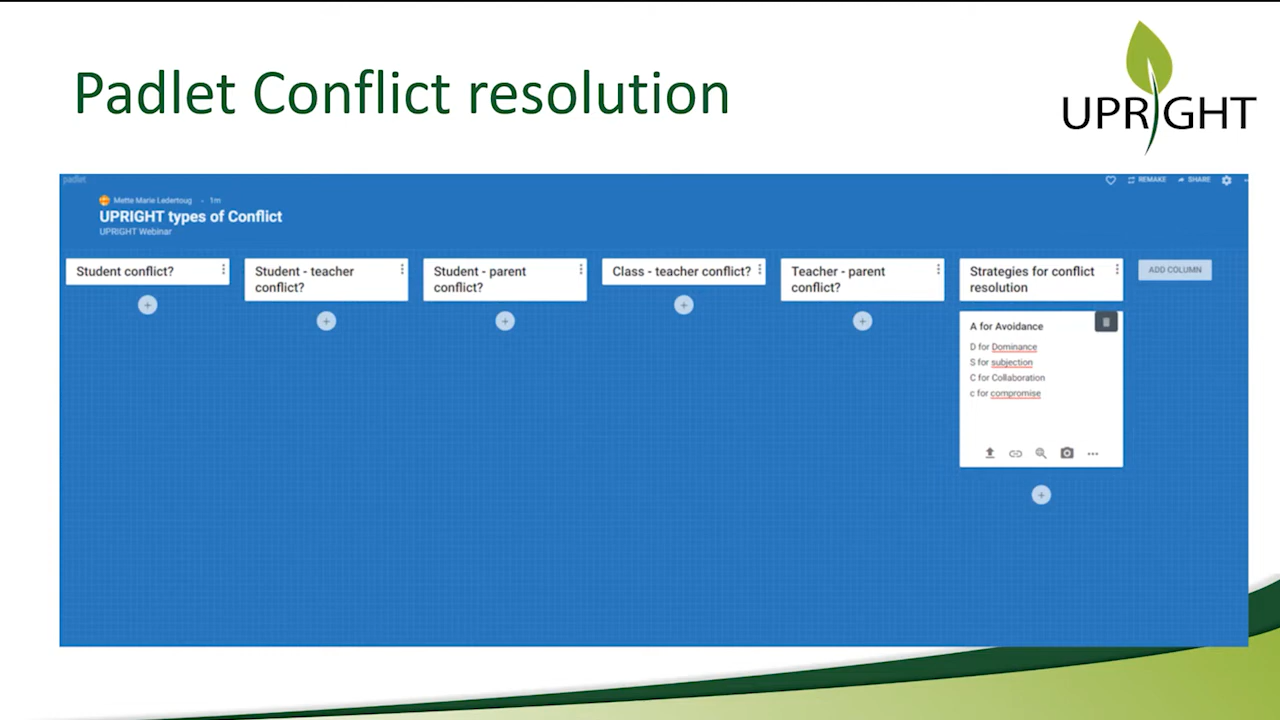 Padlet Conflict resolution
UPRIGHT
padlet
REMAKE
SHARE
Mette Marie Ledertoug - 1m
UPRIGHT types of Conflict
UPRIGHT Webinar
Student conflict?
Student - teacher
conflict?
Student - parent
conflict?
Class - teacher conflict?
Teacher - parent
conflict?
Strategies for conflict
resolution
ADD COLUMN
A for Avoidance
D for Dominance
S for subjection
C for Collaboration
c for compromise